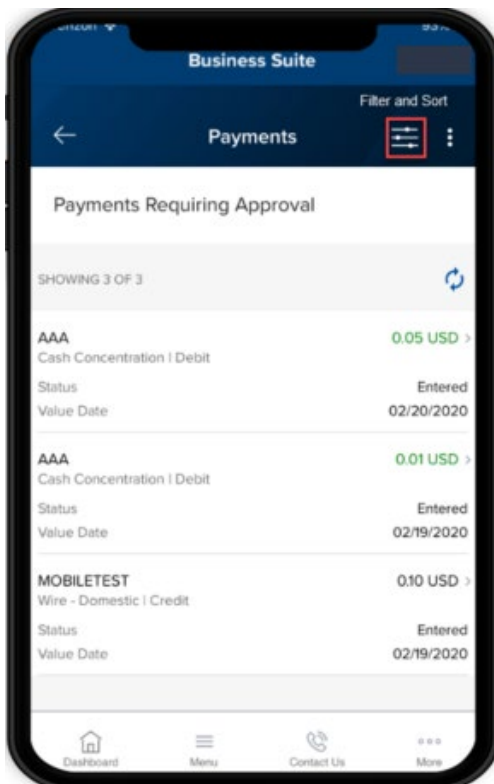 93%
Business Suite
Filter and Sort
Payments
Payments Requiring Approval
SHOWING 3 OF 3
AAA 0.05 USD
Cash Concentration | Debit
Status Entered
Value Date 02/20/2020
AAA 0.01 USD
Cash Concentration | Debit
Status Entered
Value Date 02/19/2020
MOBILETEST 0.10 USD
Wire - Domestic | Credit
Status Entered
Value Date 02/19/2020
Dashboard Menu Contact Us More